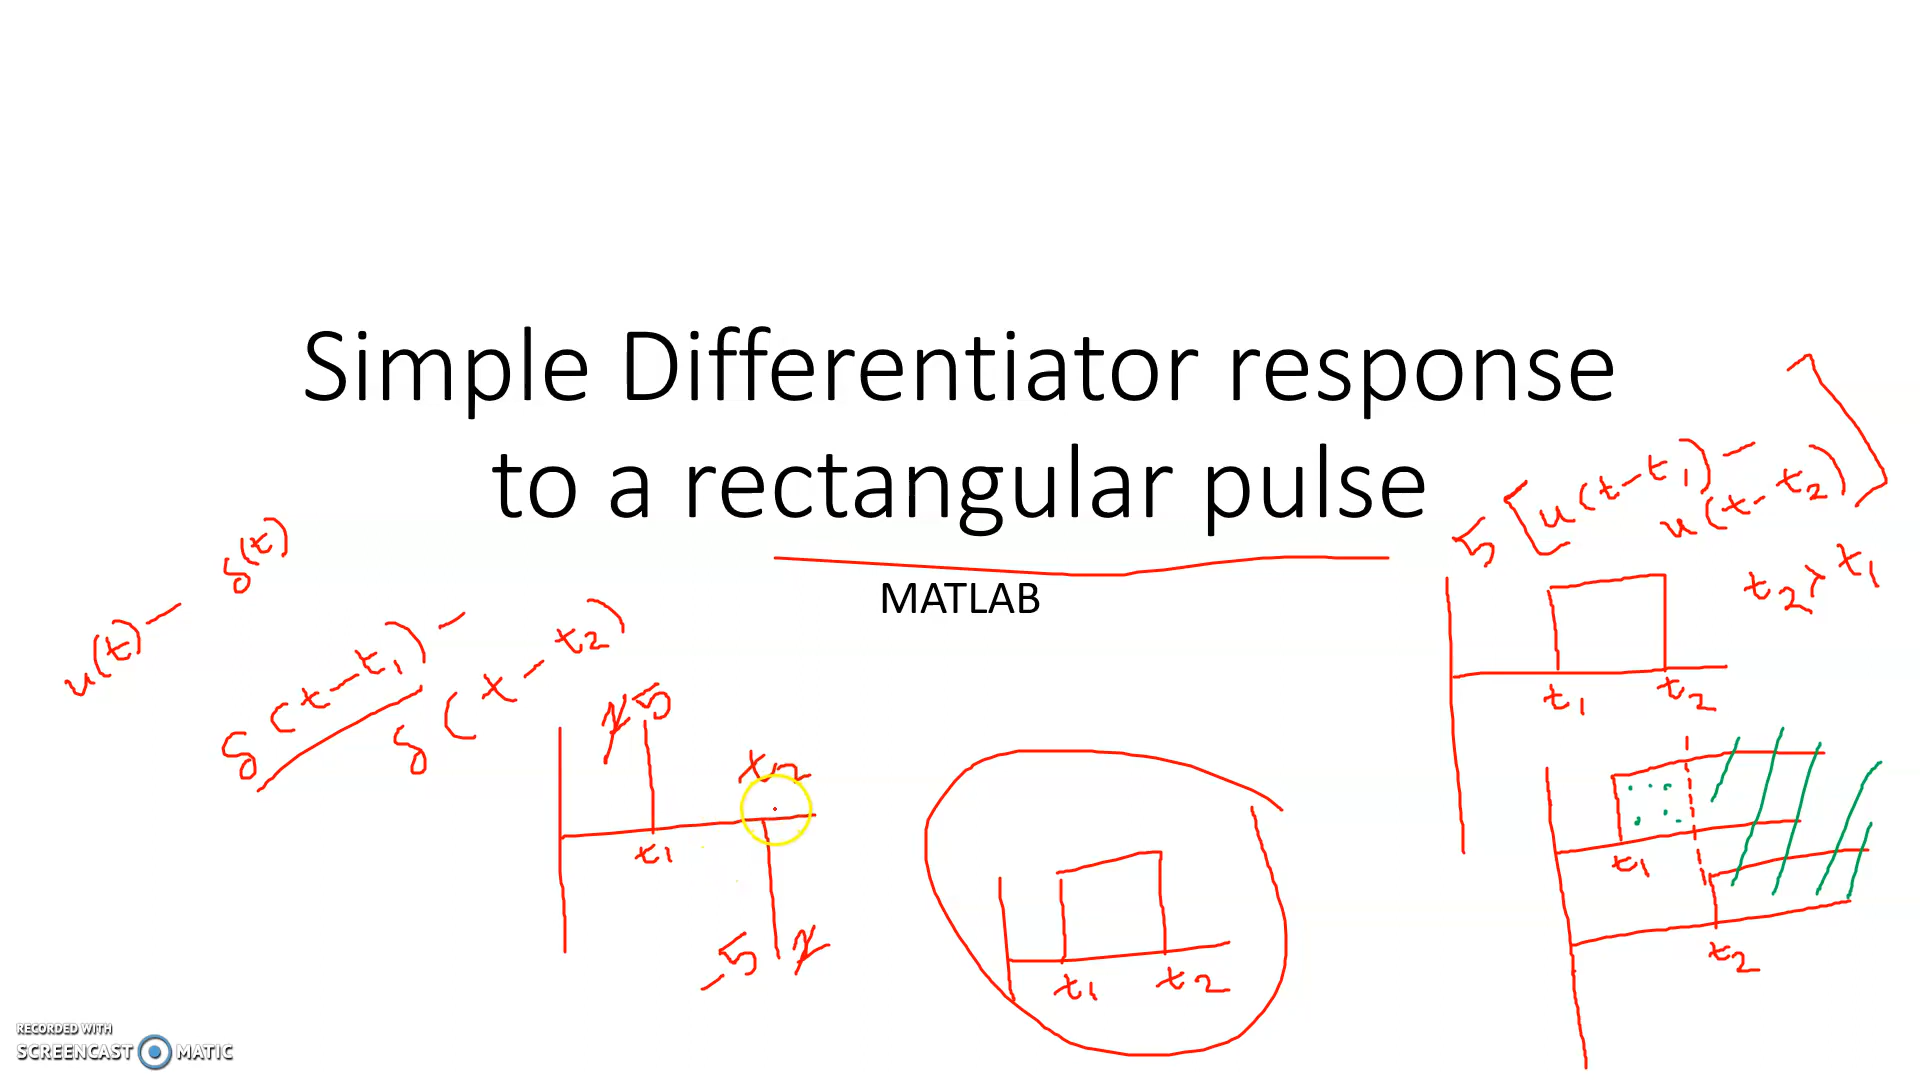 Simple Differentiator response
to a rectangular pulse
MATLAB
5 [u(t-t1) -
u(t-t2)]
t2 > t1
u(t) - δ(t)
δ(t-t1) -
δ(t-t2)
5
t2
t1
-5
t1 t2
t1 t2
t1
t2
RECORDED WITH
SCREENCAST MATIC